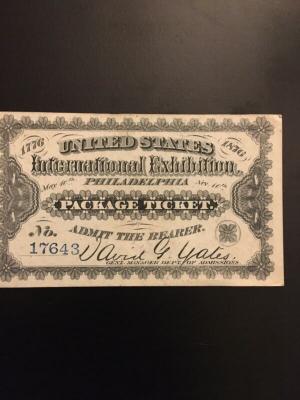 1776 1876
UNITED STATES
International Exhibition,
May 10th PHILADELPHIA Nov. 10th
PACKAGE TICKET.
ADMIT THE BEARER.
No. 17643
David G. Yates.
GENL. MANAGER DEPT. OF ADMISSIONS.